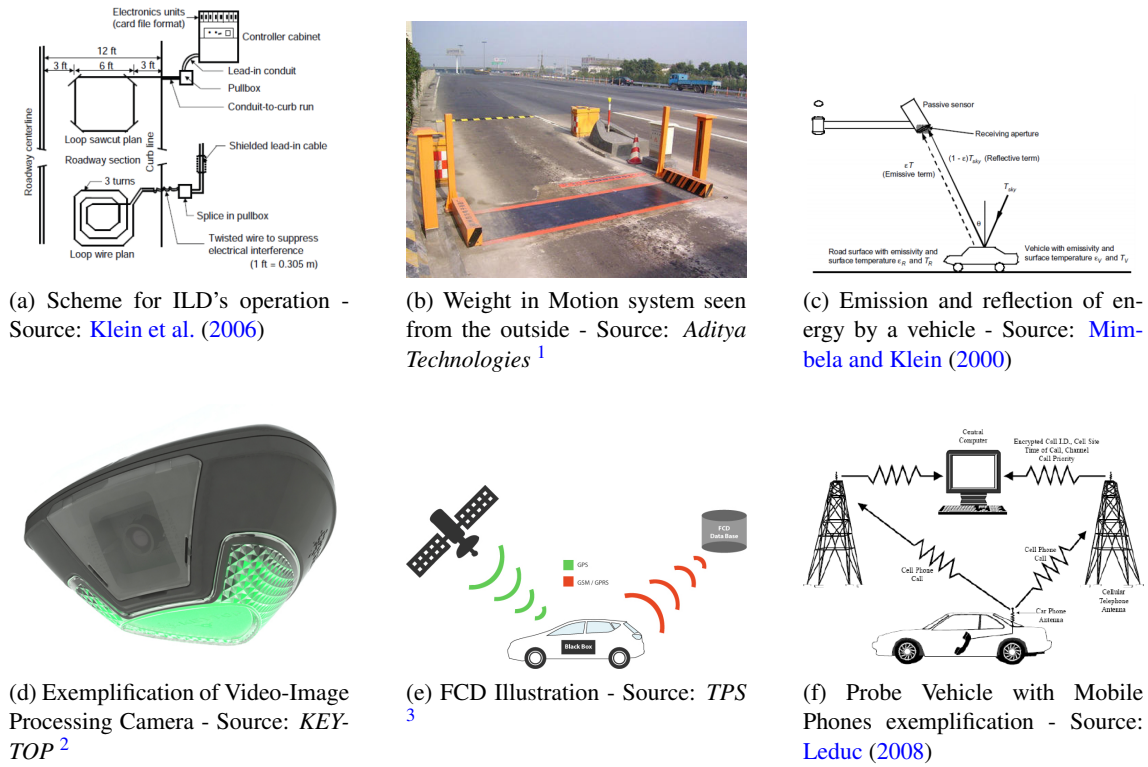 Electronics units
(card file format)
Controller cabinet
12 ft
3 ft
6 ft
3 ft
Lead-in conduit
Pullbox
Conduit-to-curb run
Loop sawcut plan
Roadway centerline
Roadway section
Curb line
Shielded lead-in cable
3 turns
Splice in pullbox
Loop wire plan
Twisted wire to suppress
electrical interference
(1 ft = 0.305 m)
(a) Scheme for ILD's operation -
Source: Klein et al. (2006)
(b) Weight in Motion system seen
from the outside - Source: Aditya
Technologies 1
Passive sensor
Receiving aperture
εT
(Emissive term)
(1 - ε)Tsky (Reflective term)
Tsky
θ
Road surface with emissivity and
surface temperature εR and TR
Vehicle with emissivity and
surface temperature εV and TV
(c) Emission and reflection of en-
ergy by a vehicle - Source: Mim-
bela and Klein (2000)
(d) Exemplification of Video-Image
Processing Camera - Source: KEY-
TOP 2
GPS
GSM / GPRS
FCD
Data Base
Black Box
(e) FCD Illustration - Source: TPS
3
Central
Computer
Encrypted Call I.D., Cell Site
Time of Call, Channel
Call Priority
Cell Phone
Call
Cell Phone
Call
Cellular
Telephone
Antenna
Car Phone
Antenna
(f) Probe Vehicle with Mobile
Phones exemplification - Source:
Leduc (2008)